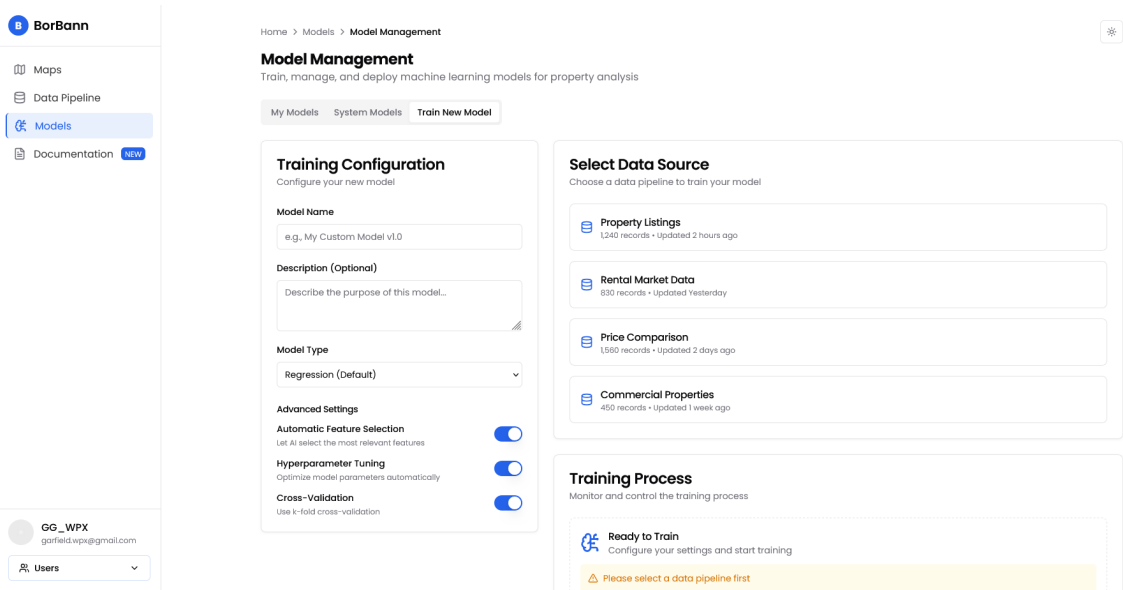 B BorBann
Maps
Data Pipeline
Models
Documentation NEW
GG_WPX
garfield.wpx@gmail.com
Users
Home > Models > Model Management
Model Management
Train, manage, and deploy machine learning models for property analysis
My Models System Models Train New Model
Training Configuration
Configure your new model
Model Name
e.g., My Custom Model v1.0
Description (Optional)
Describe the purpose of this model...
Model Type
Regression (Default)
Advanced Settings
Automatic Feature Selection
Let AI select the most relevant features
Hyperparameter Tuning
Optimize model parameters automatically
Cross-Validation
Use k-fold cross-validation
Select Data Source
Choose a data pipeline to train your model
Property Listings
1,240 records • Updated 2 hours ago
Rental Market Data
830 records • Updated Yesterday
Price Comparison
1,560 records • Updated 2 days ago
Commercial Properties
450 records • Updated 1 week ago
Training Process
Monitor and control the training process
Ready to Train
Configure your settings and start training
Please select a data pipeline first